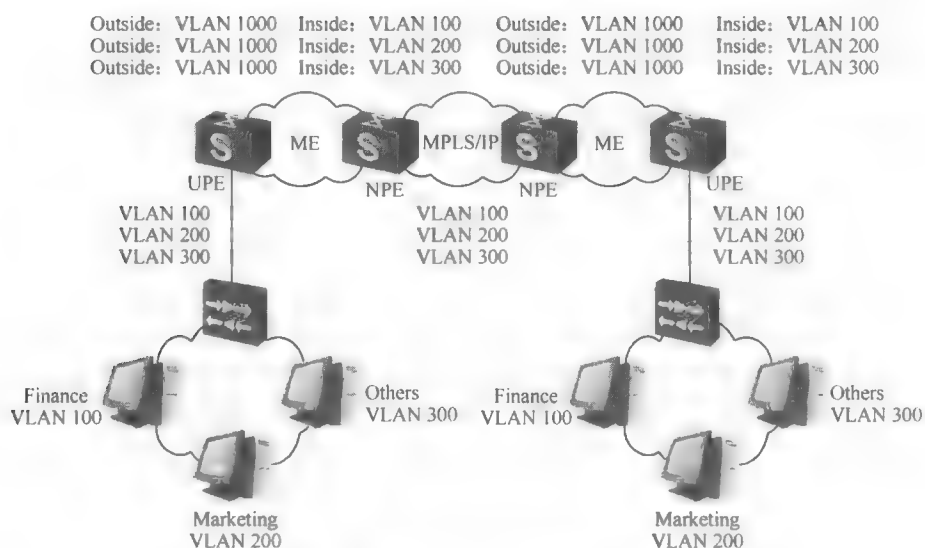 Outside: VLAN 1000 Inside: VLAN 100 Outside: VLAN 1000 Inside: VLAN 100
Outside: VLAN 1000 Inside: VLAN 200 Outside: VLAN 1000 Inside: VLAN 200
Outside: VLAN 1000 Inside: VLAN 300 Outside: VLAN 1000 Inside: VLAN 300
ME MPLS/IP ME
UPE NPE NPE UPE
VLAN 100 VLAN 100 VLAN 100
VLAN 200 VLAN 200 VLAN 200
VLAN 300 VLAN 300 VLAN 300
Finance Others Finance Others
VLAN 100 VLAN 300 VLAN 100 VLAN 300
Marketing Marketing
VLAN 200 VLAN 200